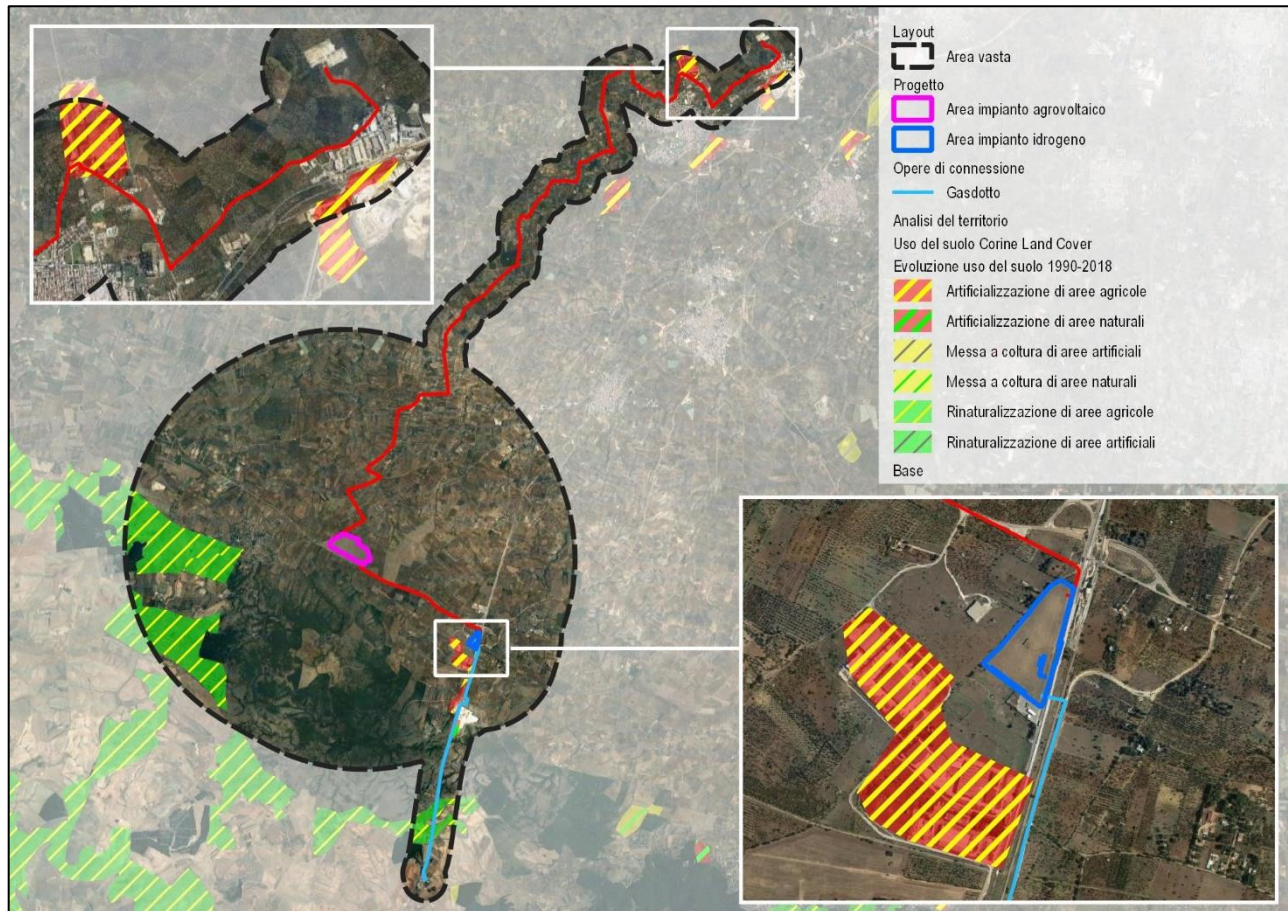 Layout
Area vasta
Progetto
Area impianto agrovoltaico
Area impianto idrogeno
Opere di connessione
Gasdotto
Analisi del territorio
Uso del suolo Corine Land Cover
Evoluzione uso del suolo 1990-2018
Artificializzazione di aree agricole
Artificializzazione di aree naturali
Messa a coltura di aree artificiali
Messa a coltura di aree naturali
Rinaturalizzazione di aree agricole
Rinaturalizzazione di aree artificiali
Base